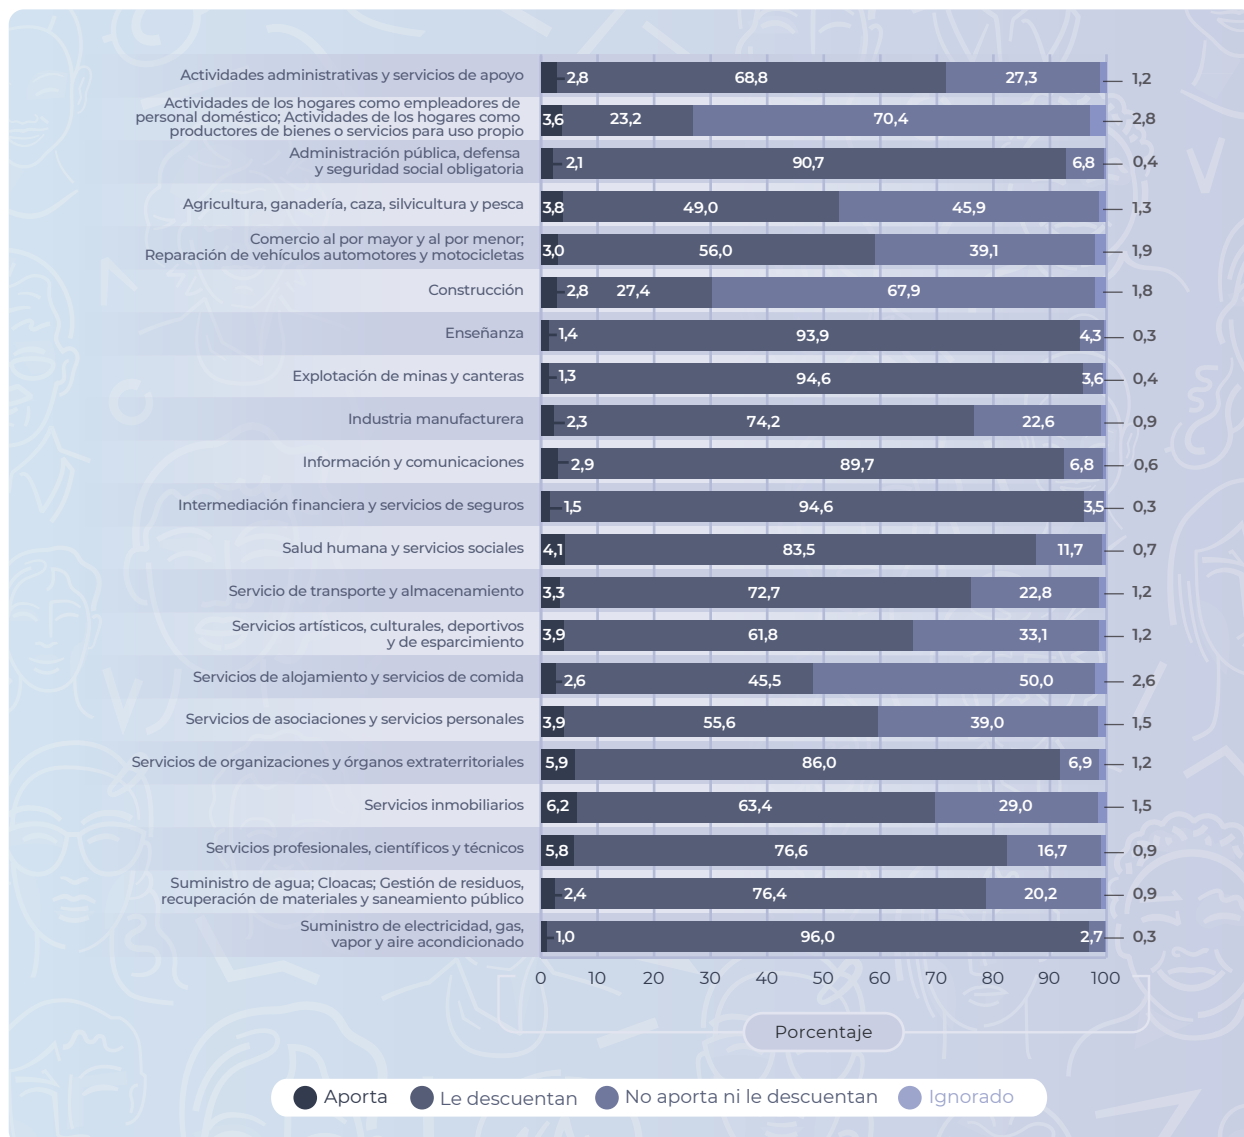 Actividades administrativas y servicios de apoyo
2,8 68,8 27,3 1,2
Actividades de los hogares como empleadores de
personal doméstico; Actividades de los hogares como
productores de bienes o servicios para uso propio
3,6 23,2 70,4 2,8
Administración pública, defensa
y seguridad social obligatoria
2,1 90,7 6,8 0,4
Agricultura, ganadería, caza, silvicultura y pesca
3,8 49,0 45,9 1,3
Comercio al por mayor y al por menor;
Reparación de vehículos automotores y motocicletas
3,0 56,0 39,1 1,9
Construcción
2,8 27,4 67,9 1,8
Enseñanza
1,4 93,9 4,3 0,3
Explotación de minas y canteras
1,3 94,6 3,6 0,4
Industria manufacturera
2,3 74,2 22,6 0,9
Información y comunicaciones
2,9 89,7 6,8 0,6
Intermediación financiera y servicios de seguros
1,5 94,6 3,5 0,3
Salud humana y servicios sociales
4,1 83,5 11,7 0,7
Servicio de transporte y almacenamiento
3,3 72,7 22,8 1,2
Servicios artísticos, culturales, deportivos
y de esparcimiento
3,9 61,8 33,1 1,2
Servicios de alojamiento y servicios de comida
2,6 45,5 50,0 2,6
Servicios de asociaciones y servicios personales
3,9 55,6 39,0 1,5
Servicios de organizaciones y órganos extraterritoriales
5,9 86,0 6,9 1,2
Servicios inmobiliarios
6,2 63,4 29,0 1,5
Servicios profesionales, científicos y técnicos
5,8 76,6 16,7 0,9
Suministro de agua; Cloacas; Gestión de residuos,
recuperación de materiales y saneamiento público
2,4 76,4 20,2 0,9
Suministro de electricidad, gas,
vapor y aire acondicionado
1,0 96,0 2,7 0,3
0 10 20 30 40 50 60 70 80 90 100
Porcentaje
Aporta Le descuentan No aporta ni le descuentan Ignorado